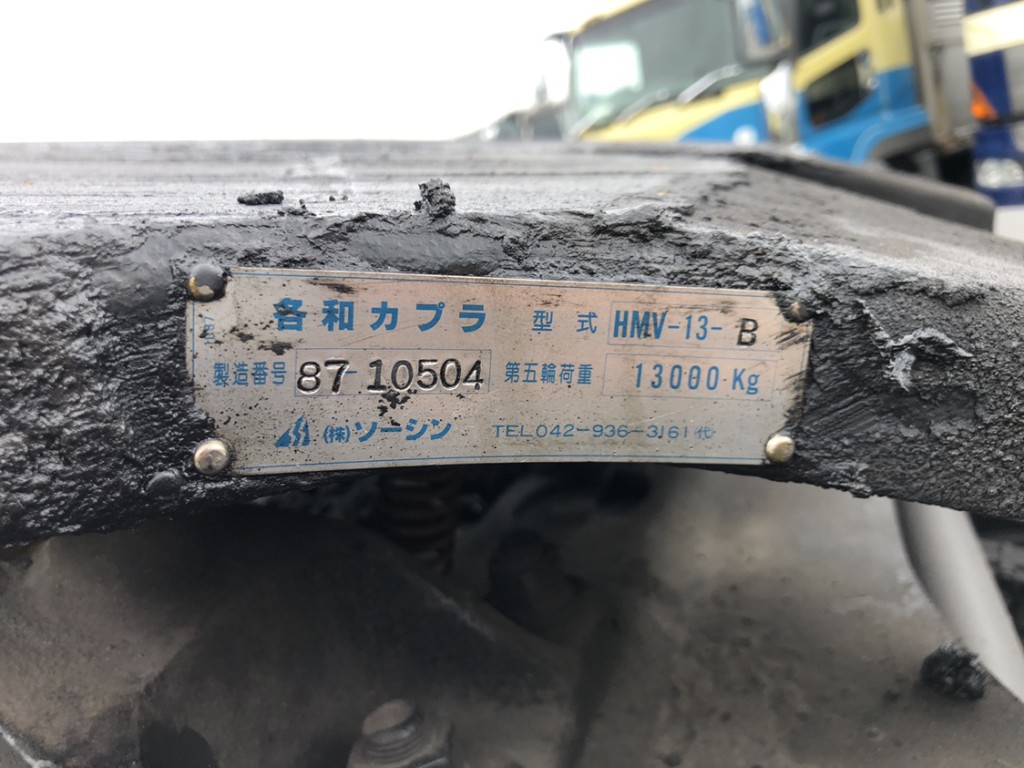 各和カプラ 型式 HMV-13-B
製造番号 87-10504 第五輪荷重 13000 Kg
(株)ソーシン TEL 042-936-3161代